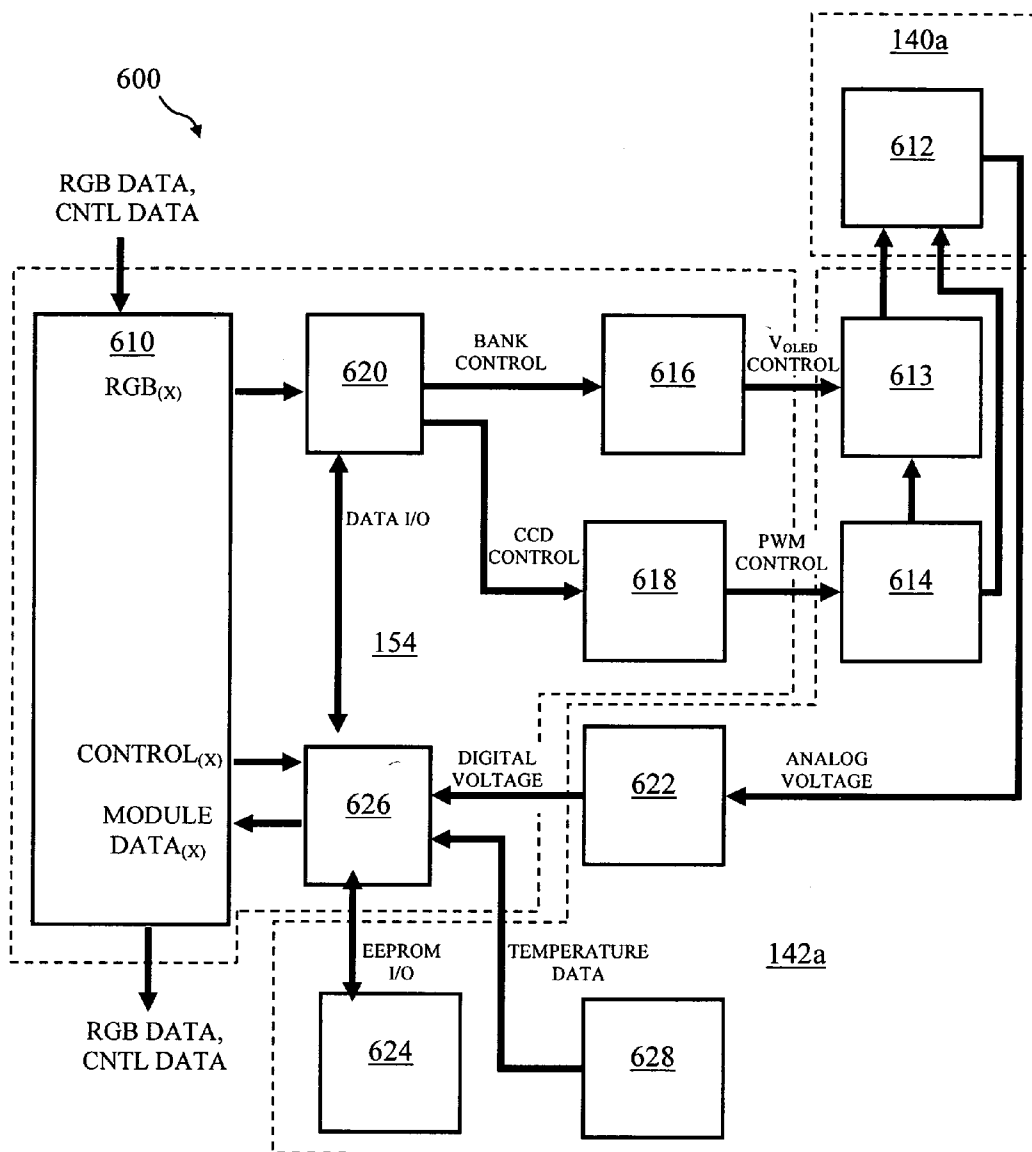 140a
600
612
RGB DATA,
CNTL DATA
610
RGB(X)
620
BANK
CONTROL
616
VOLED
CONTROL
613
DATA I/O
CCD
CONTROL
618
PWM
CONTROL
614
154
CONTROL(X)
MODULE
DATA(X)
626
DIGITAL
VOLTAGE
622
ANALOG
VOLTAGE
EEPROM
I/O
TEMPERATURE
DATA
142a
624
628
RGB DATA,
CNTL DATA